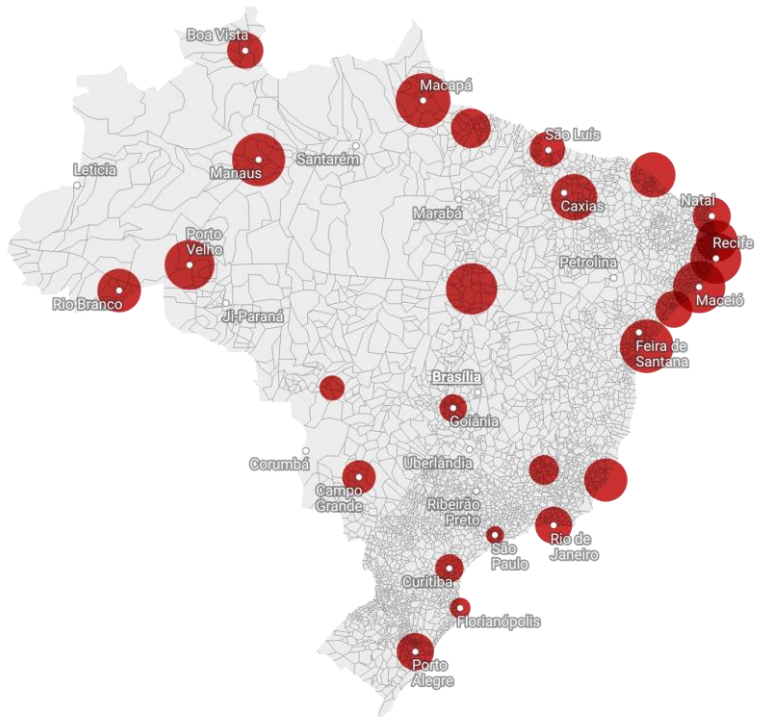 Boa Vista
Macapá
São Luís
Santarém
Leticia
Manaus
Caxias
Natal
Marabá
Porto
Velho
Recife
Petrolina
Rio Branco
Maceió
Ji-Paraná
Feira de
Santana
Brasília
Goiânia
Corumbá
Uberlândia
Campo
Grande
Ribeirão
Preto
São
Paulo
Rio de
Janeiro
Curitiba
Florianópolis
Porto
Alegre